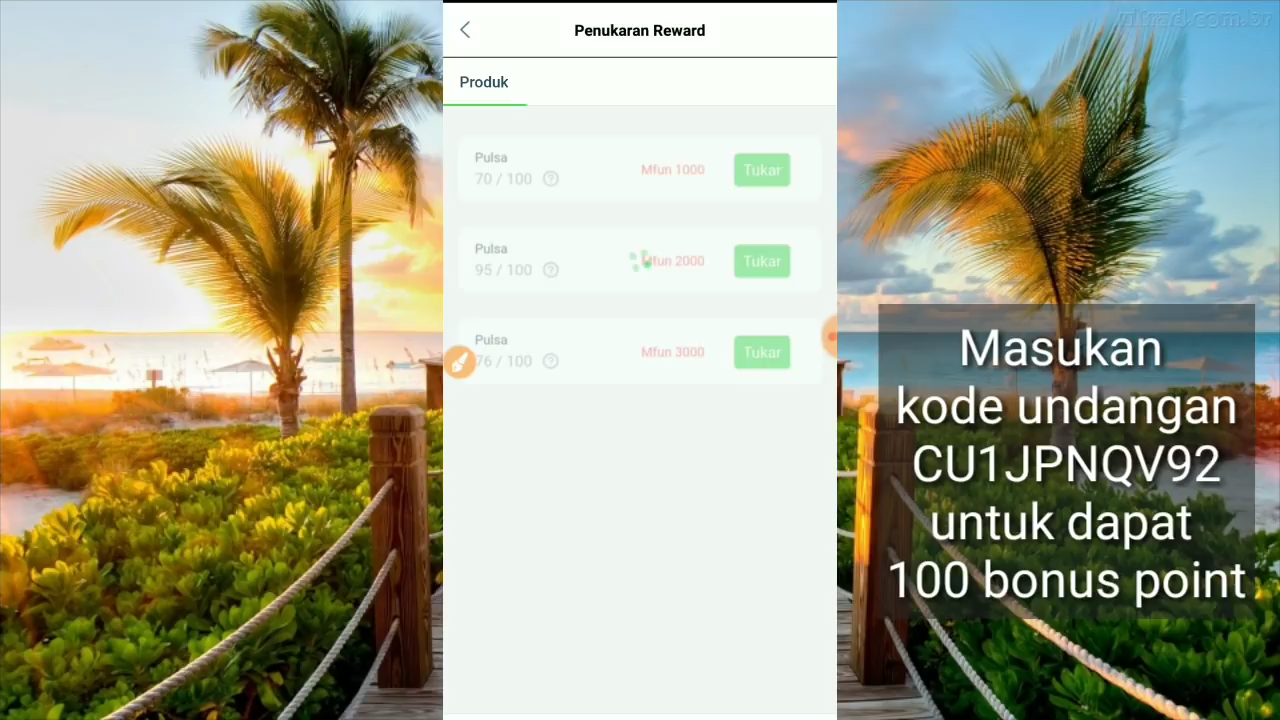 Penukaran Reward
Produk
Pulsa
70 / 100
Mfun 1000
Tukar
Pulsa
95 / 100
Mfun 2000
Tukar
Pulsa
76 / 100
Mfun 3000
Tukar
Masukan
kode undangan
CU1JPNQV92
untuk dapat
100 bonus point